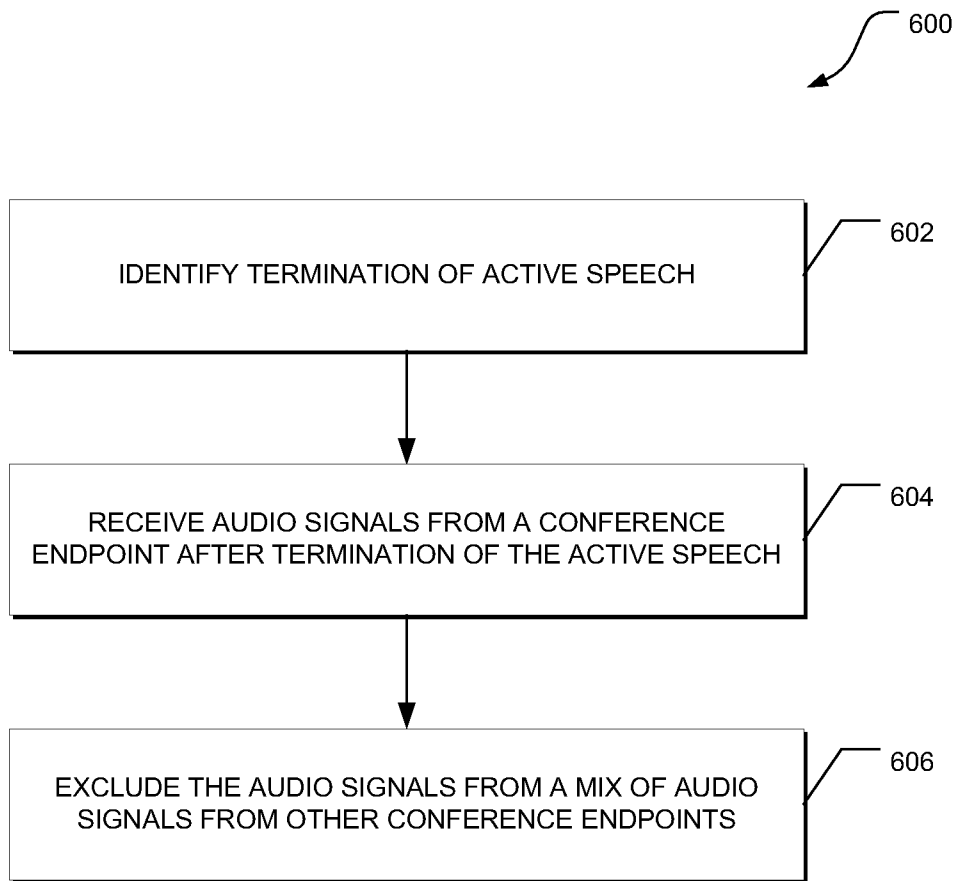 600
IDENTIFY TERMINATION OF ACTIVE SPEECH
602
RECEIVE AUDIO SIGNALS FROM A CONFERENCE
ENDPOINT AFTER TERMINATION OF THE ACTIVE SPEECH
604
EXCLUDE THE AUDIO SIGNALS FROM A MIX OF AUDIO
SIGNALS FROM OTHER CONFERENCE ENDPOINTS
606